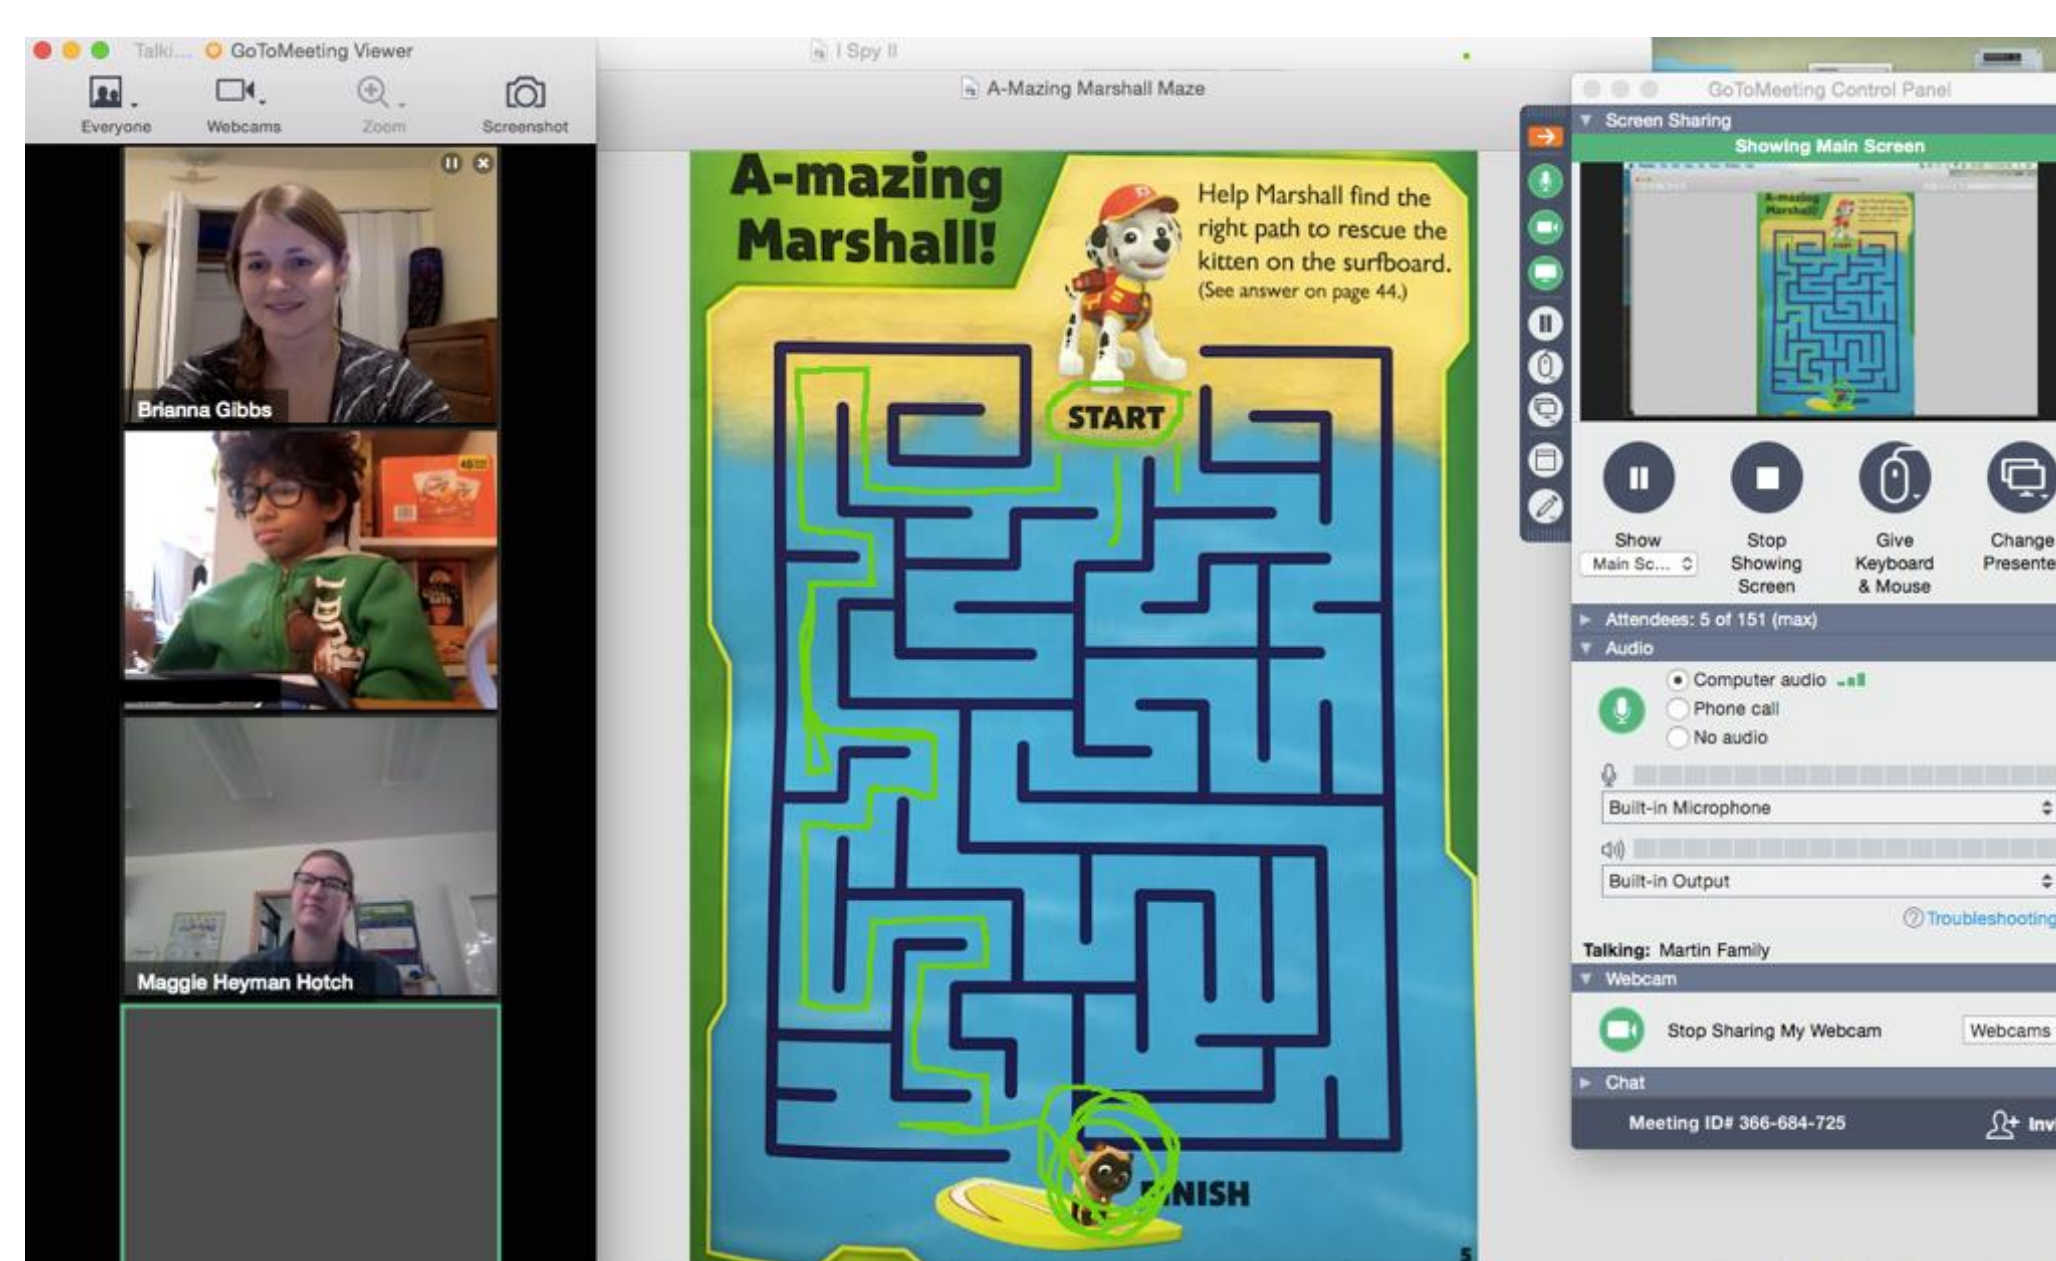 Talki...
GoToMeeting Viewer
Everyone
Webcams
Zoom
Screenshot
Brianna Gibbs
Maggie Heyman Hotch
I Spy II
A-Mazing Marshall Maze
A-mazing
Marshall!
Help Marshall find the
right path to rescue the
kitten on the surfboard.
(See answer on page 44.)
START
FINISH
5
GoToMeeting Control Panel
Screen Sharing
Showing Main Screen
Show
Main Sc...
Stop
Showing
Screen
Give
Keyboard
& Mouse
Change
Presente
Attendees: 5 of 151 (max)
Audio
Computer audio
Phone call
No audio
Built-in Microphone
Built-in Output
Troubleshooting
Talking: Martin Family
Webcam
Stop Sharing My Webcam
Webcams
Chat
Meeting ID# 366-684-725
Inv